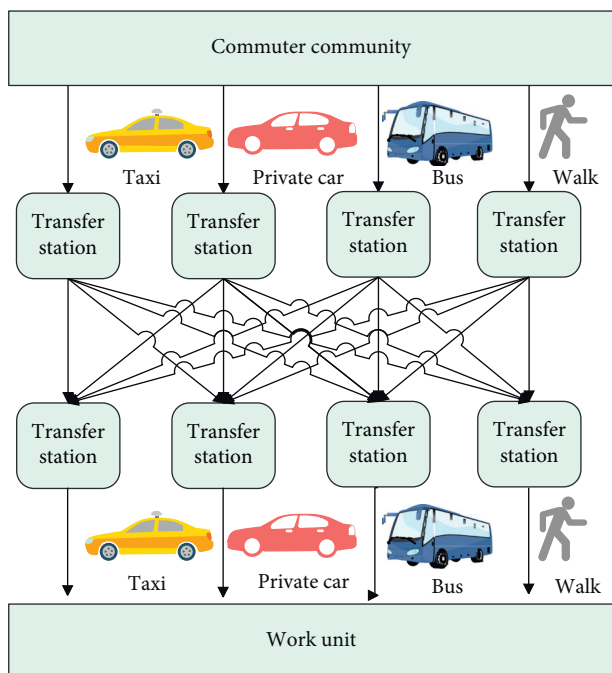 Commuter community
Taxi
Private car
Bus
Walk
Transfer
station
Transfer
station
Transfer
station
Transfer
station
Transfer
station
Transfer
station
Transfer
station
Transfer
station
Taxi
Private car
Bus
Walk
Work unit